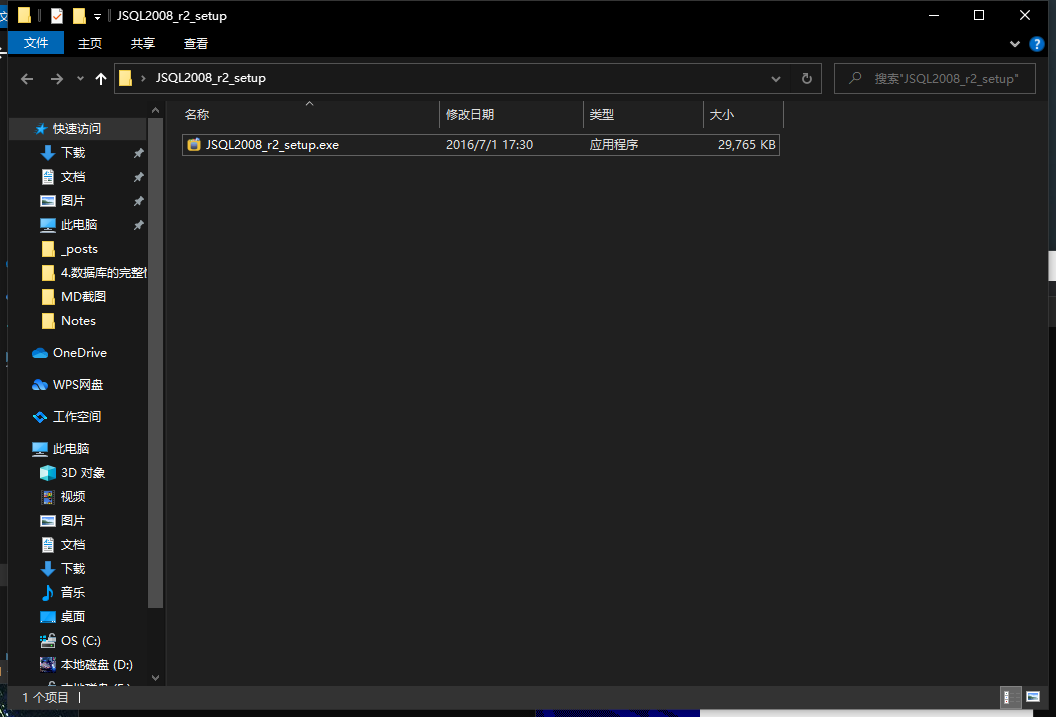 JSQL2008_r2_setup
文件 主页 共享 查看
JSQL2008_r2_setup 搜索"JSQL2008_r2_setup"
名称 修改日期 类型 大小
JSQL2008_r2_setup.exe 2016/7/1 17:30 应用程序 29,765 KB
快速访问
下载
文档
图片
此电脑
_posts
4.数据库的完整
MD截图
Notes
OneDrive
WPS网盘
工作空间
此电脑
3D 对象
视频
图片
文档
下载
音乐
桌面
OS (C:)
本地磁盘 (D:)
1 个项目